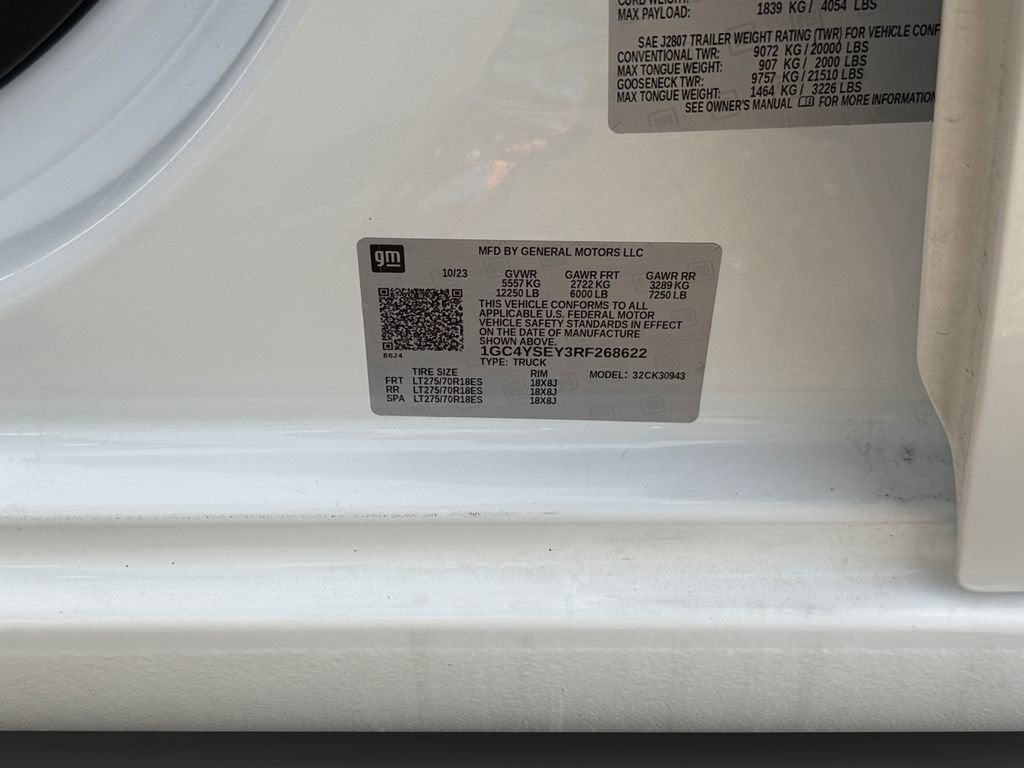 CURB WEIGHT:
MAX PAYLOAD: 1839 KG / 4054 LBS
SAE J2807 TRAILER WEIGHT RATING (TWR) FOR VEHICLE CONF
CONVENTIONAL TWR: 9072 KG / 20000 LBS
MAX TONGUE WEIGHT: 907 KG / 2000 LBS
GOOSENECK TWR: 9757 KG / 21510 LBS
MAX TONGUE WEIGHT: 1464 KG / 3226 LBS
SEE OWNER'S MANUAL FOR MORE INFORMATION
gm
MFD BY GENERAL MOTORS LLC
10/23 GVWR GAWR FRT GAWR RR
5557 KG 2722 KG 3289 KG
12250 LB 6000 LB 7250 LB
THIS VEHICLE CONFORMS TO ALL
APPLICABLE U.S. FEDERAL MOTOR
VEHICLE SAFETY STANDARDS IN EFFECT
ON THE DATE OF MANUFACTURE
SHOWN ABOVE.
B624
1GC4YSEY3RF268622
TYPE: TRUCK
TIRE SIZE RIM MODEL: 32CK30943
FRT LT275/70R18ES 18X8J
RR LT275/70R18ES 18X8J
SPA LT275/70R18ES 18X8J